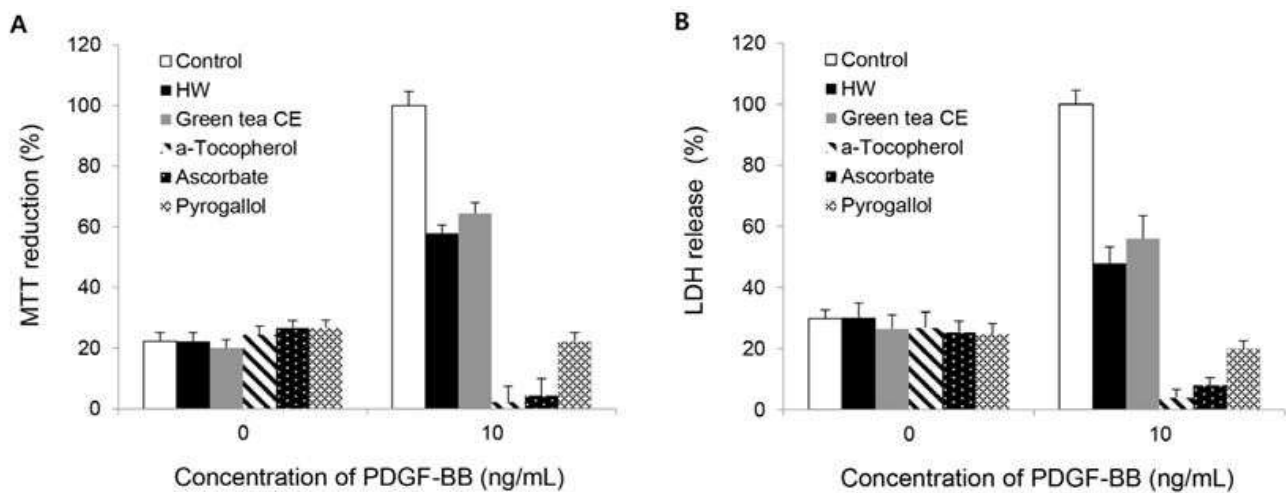 A
MTT reduction (%)
120
100
80
60
40
20
0
Control
HW
Green tea CE
a-Tocopherol
Ascorbate
Pyrogallol
0 10
Concentration of PDGF-BB (ng/mL)
B
LDH release (%)
120
100
80
60
40
20
0
Control
HW
Green tea CE
a-Tocopherol
Ascorbate
Pyrogallol
0 10
Concentration of PDGF-BB (ng/mL)